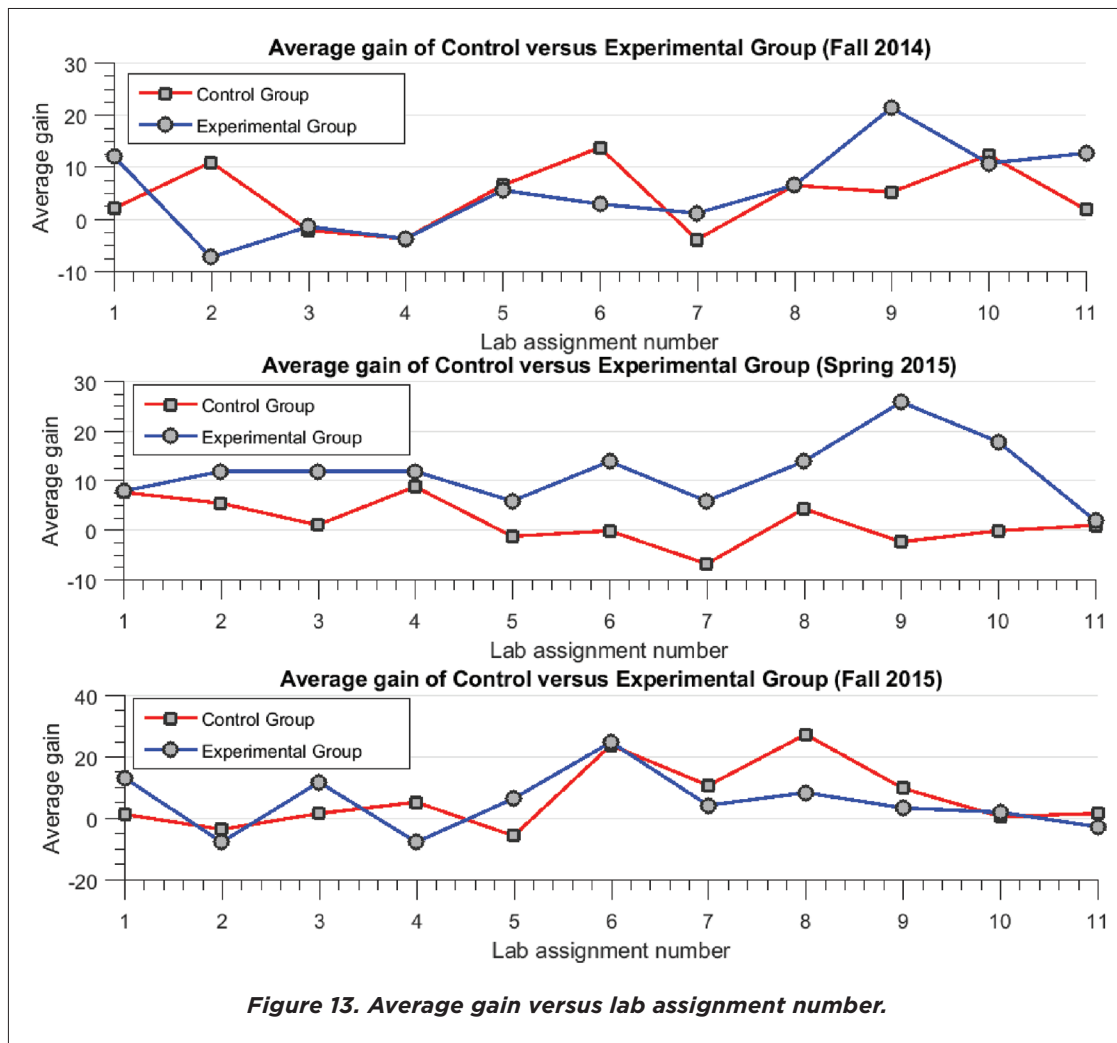 Average gain of Control versus Experimental Group (Fall 2014)
30
20
10
0
-10
Average gain
Control Group
Experimental Group
1 2 3 4 5 6 7 8 9 10 11
Lab assignment number
Average gain of Control versus Experimental Group (Spring 2015)
30
20
10
0
-10
Average gain
Control Group
Experimental Group
1 2 3 4 5 6 7 8 9 10 11
Lab assignment number
Average gain of Control versus Experimental Group (Fall 2015)
40
20
0
-20
Average gain
Control Group
Experimental Group
1 2 3 4 5 6 7 8 9 10 11
Lab assignment number
Figure 13. Average gain versus lab assignment number.